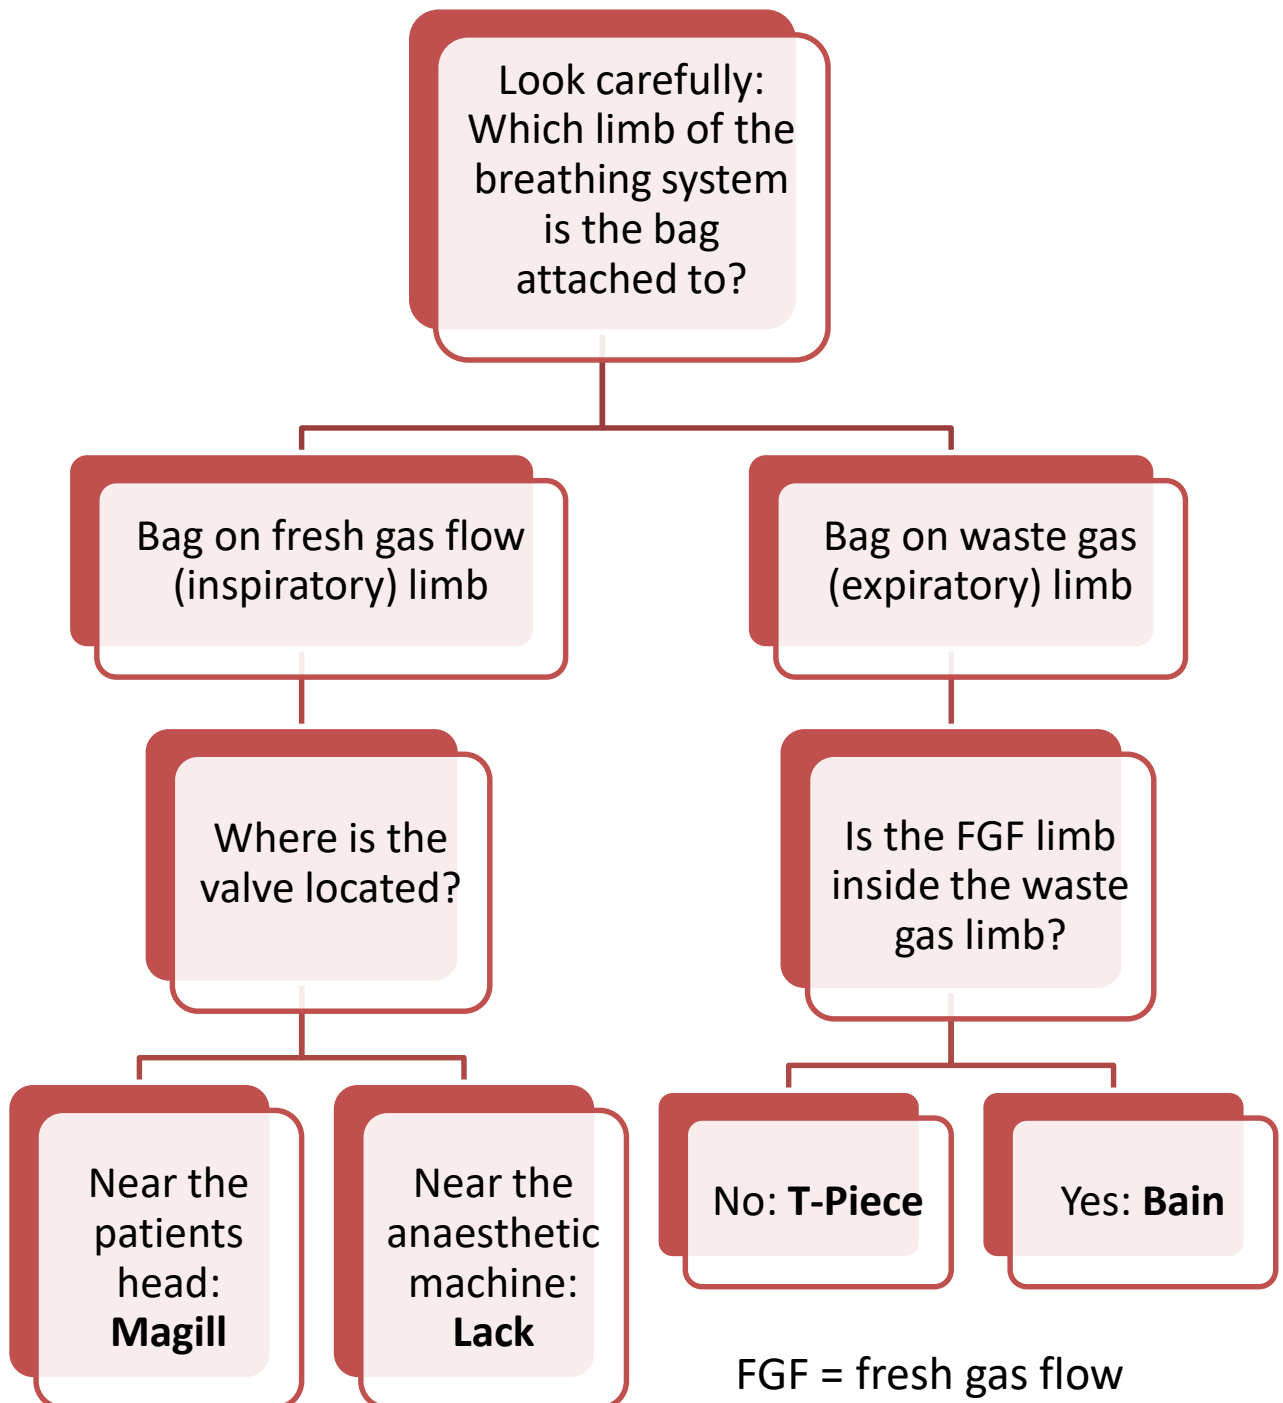 Look carefully:
Which limb of the
breathing system
is the bag
attached to?
Bag on fresh gas flow
(inspiratory) limb
Bag on waste gas
(expiratory) limb
Where is the
valve located?
Is the FGF limb
inside the waste
gas limb?
Near the
patients
head:
Magill
Near the
anaesthetic
machine:
Lack
No: T-Piece
Yes: Bain
FGF = fresh gas flow